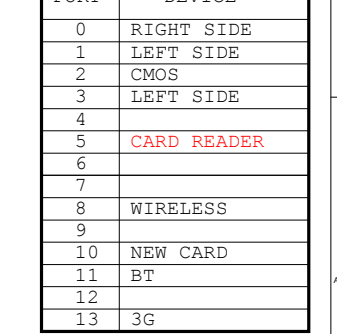 PORT DEVICE
0 RIGHT SIDE
1 LEFT SIDE
2 CMOS
3 LEFT SIDE
4
5 CARD READER
6
7
8 WIRELESS
9
10 NEW CARD
11 BT
12
13 3G